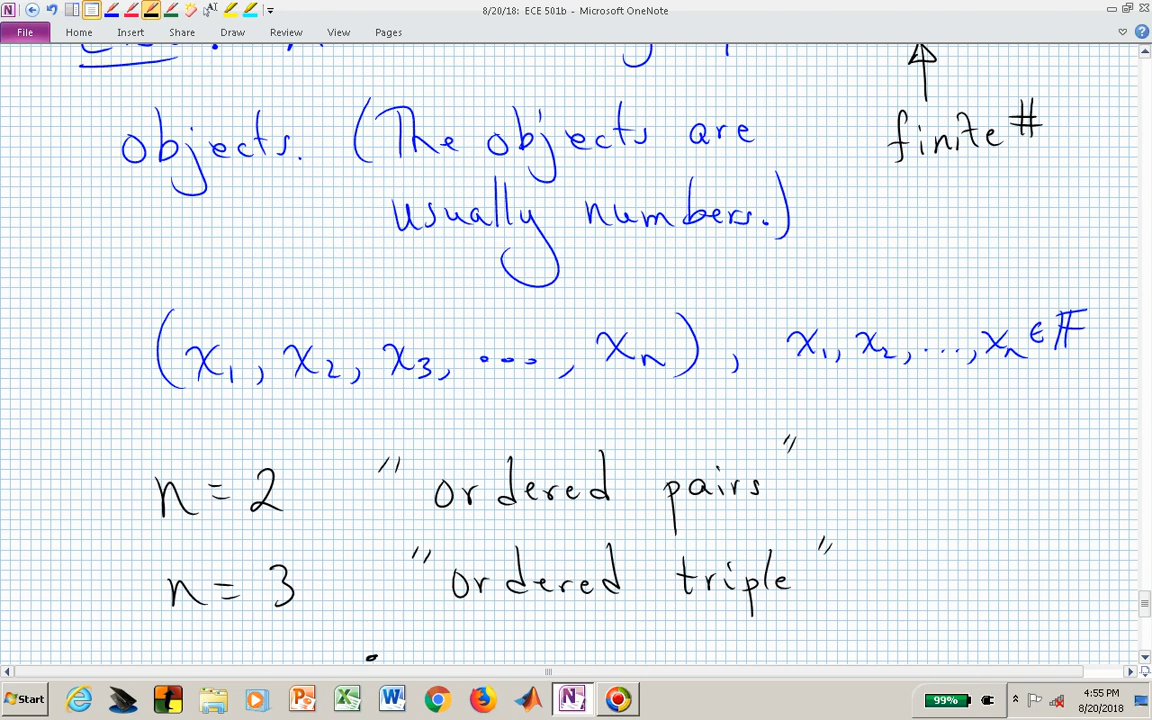 8/20/18: ECE 501b - Microsoft OneNote
File Home Insert Share Draw Review View Pages
objects. (The objects are
usually numbers.)
finite #
(x₁, x₂, x₃, ..., xₙ), x₁, x₂, ..., xₙ ∈ 𝔽
n = 2 "ordered pairs"
n = 3 "ordered triple"
Start
99%
4:55 PM
8/20/2018